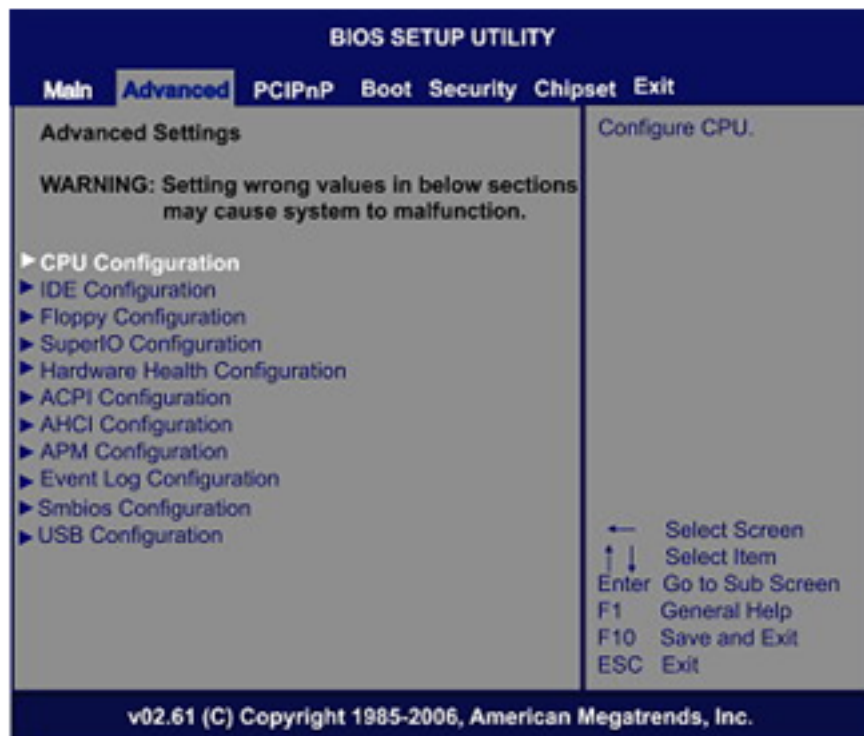 BIOS SETUP UTILITY
Main Advanced PCIPnP Boot Security Chipset Exit
Advanced Settings
WARNING: Setting wrong values in below sections
may cause system to malfunction.
▶ CPU Configuration
▶ IDE Configuration
▶ Floppy Configuration
▶ SuperIO Configuration
▶ Hardware Health Configuration
▶ ACPI Configuration
▶ AHCI Configuration
▶ APM Configuration
▶ Event Log Configuration
▶ Smbios Configuration
▶ USB Configuration
Configure CPU.
← Select Screen
↑↓ Select Item
Enter Go to Sub Screen
F1 General Help
F10 Save and Exit
ESC Exit
v02.61 (C) Copyright 1985-2006, American Megatrends, Inc.